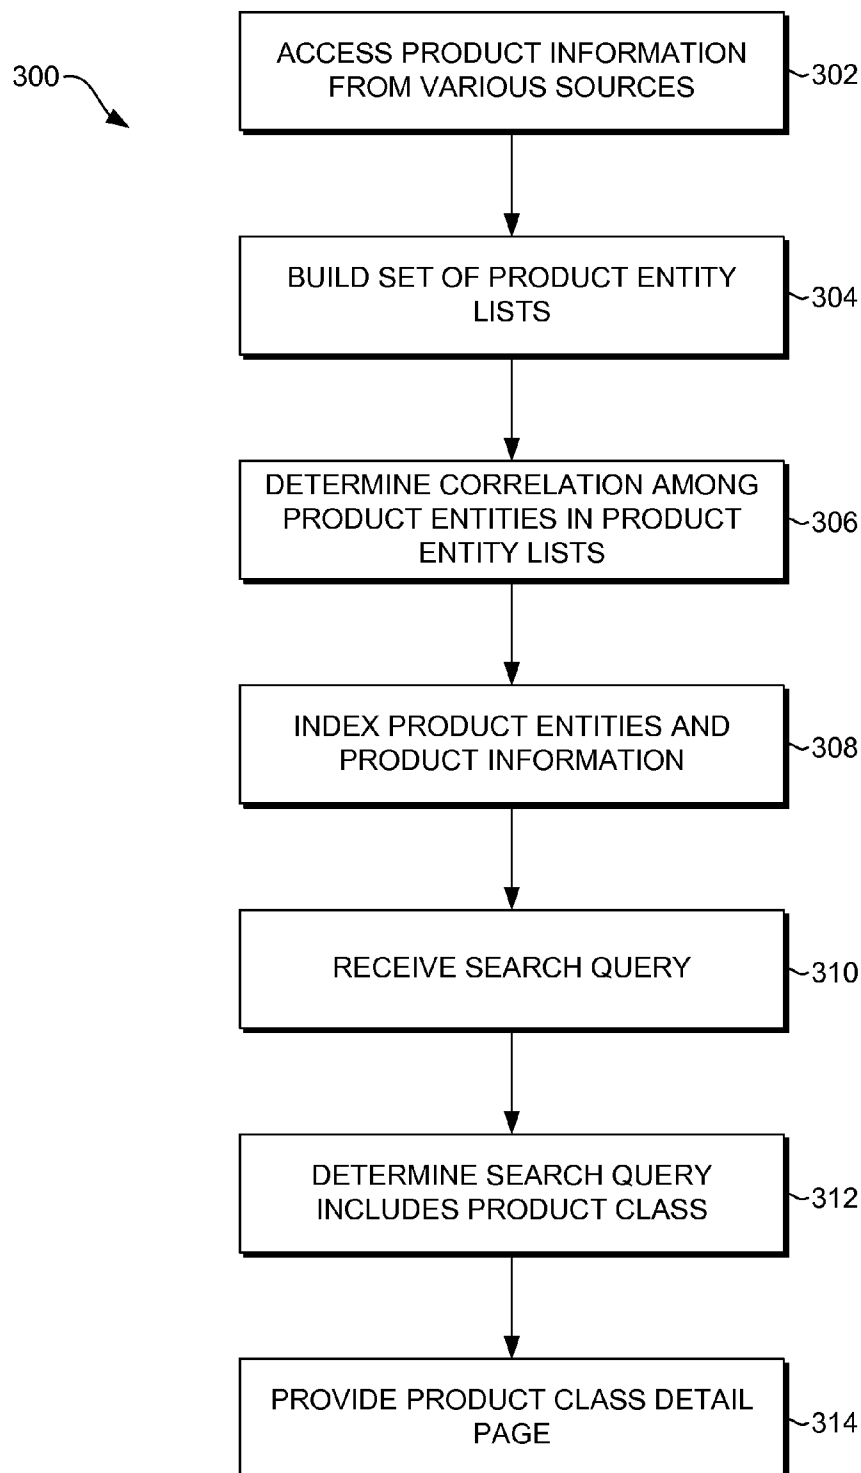 300
ACCESS PRODUCT INFORMATION
FROM VARIOUS SOURCES
302
BUILD SET OF PRODUCT ENTITY
LISTS
304
DETERMINE CORRELATION AMONG
PRODUCT ENTITIES IN PRODUCT
ENTITY LISTS
306
INDEX PRODUCT ENTITIES AND
PRODUCT INFORMATION
308
RECEIVE SEARCH QUERY
310
DETERMINE SEARCH QUERY
INCLUDES PRODUCT CLASS
312
PROVIDE PRODUCT CLASS DETAIL
PAGE
314